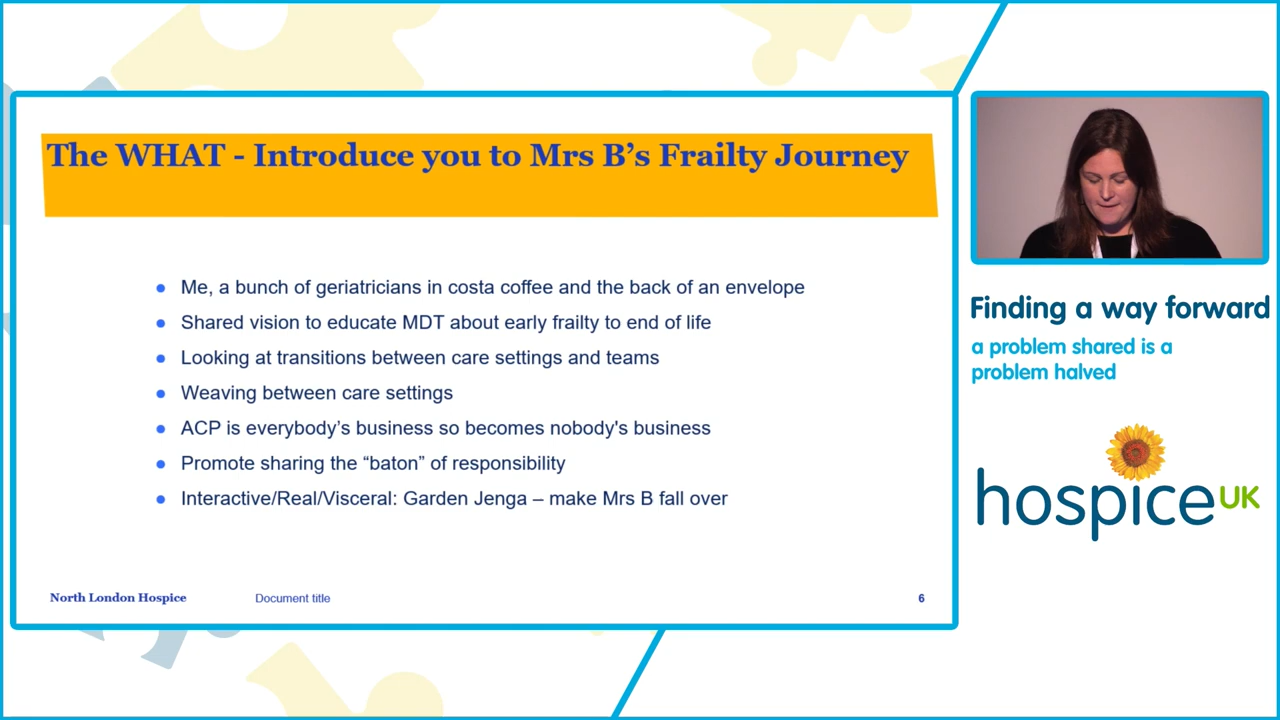 The WHAT - Introduce you to Mrs B’s Frailty Journey
Me, a bunch of geriatricians in costa coffee and the back of an envelope
Shared vision to educate MDT about early frailty to end of life
Looking at transitions between care settings and teams
Weaving between care settings
ACP is everybody’s business so becomes nobody's business
Promote sharing the “baton” of responsibility
Interactive/Real/Visceral: Garden Jenga – make Mrs B fall over
North London Hospice
Document title
6
Finding a way forward
a problem shared is a
problem halved
hospice UK